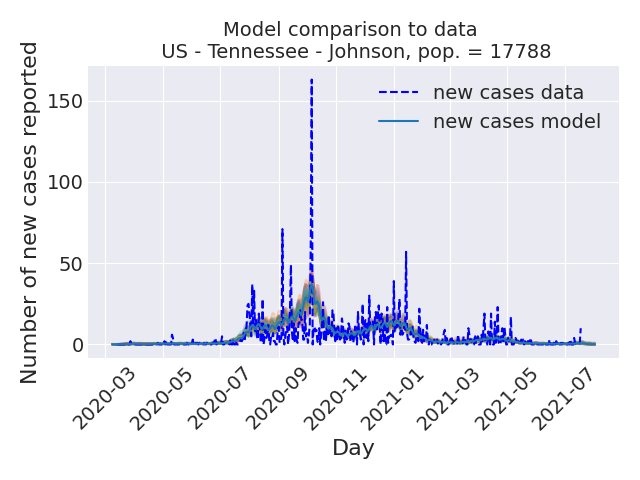 Model comparison to data
US - Tennessee - Johnson, pop. = 17788
new cases data
new cases model
Number of new cases reported
150
100
50
0
2020-03
2020-05
2020-07
2020-09
2020-11
2021-01
2021-03
2021-05
2021-07
Day